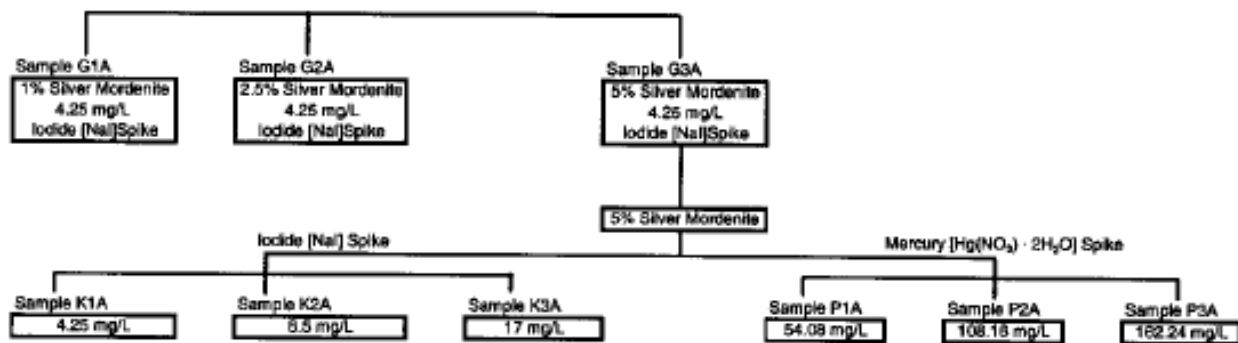 Sample G1A
1% Silver Mordenite
4.25 mg/L
Iodide [NaI]Spike
Sample G2A
2.5% Silver Mordenite
4.25 mg/L
Iodide [NaI]Spike
Sample G3A
5% Silver Mordenite
4.25 mg/L
Iodide [NaI]Spike
5% Silver Mordenite
Iodide [NaI] Spike
Mercury [Hg(NO₃) · 2H₂O] Spike
Sample K1A
4.25 mg/L
Sample K2A
8.5 mg/L
Sample K3A
17 mg/L
Sample P1A
54.08 mg/L
Sample P2A
108.16 mg/L
Sample P3A
162.24 mg/L